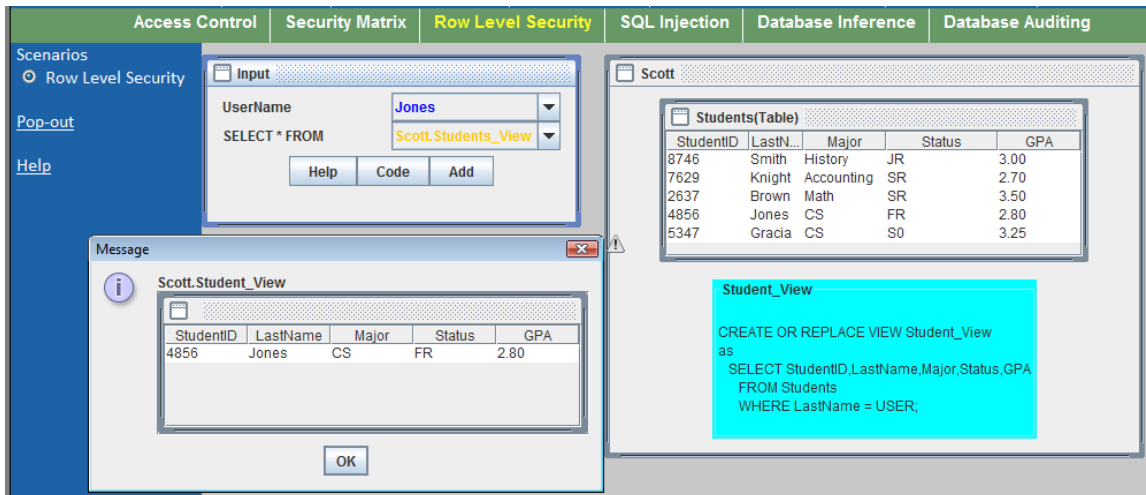 Access Control Security Matrix Row Level Security SQL Injection Database Inference Database Auditing
Scenarios
Row Level Security
Pop-out
Help
Input
UserName Jones
SELECT * FROM Scott.Students_View
Help Code Add
Scott
Students(Table)
StudentID LastN... Major Status GPA
8746 Smith History JR 3.00
7629 Knight Accounting SR 2.70
2637 Brown Math SR 3.50
4856 Jones CS FR 2.80
5347 Gracia CS S0 3.25
Message
Scott.Student_View
StudentID LastName Major Status GPA
4856 Jones CS FR 2.80
OK
Student_View
CREATE OR REPLACE VIEW Student_View
as
SELECT StudentID,LastName,Major,Status,GPA
FROM Students
WHERE LastName = USER;